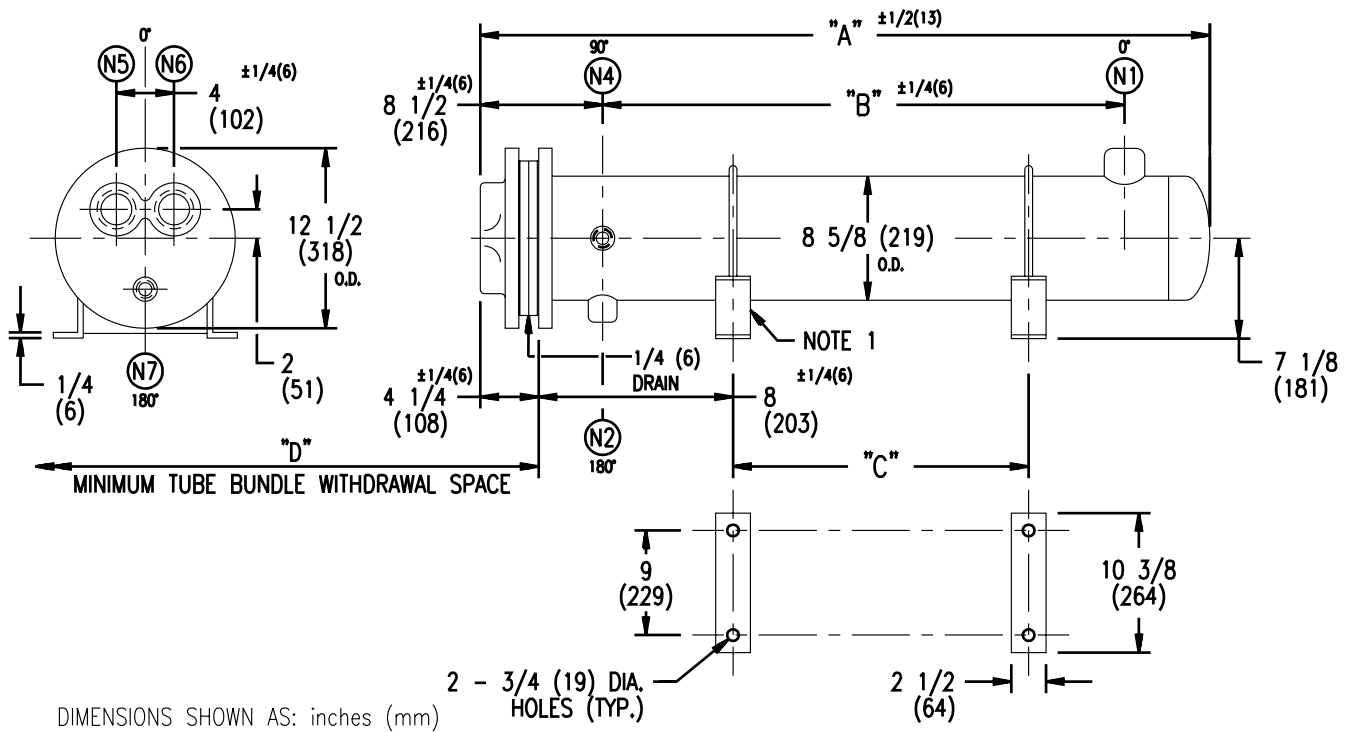 "A" ±1/2(13)
0°
N5 N6
±1/4(6)
4
(102)
90°
N4
0°
N1
±1/4(6)
8 1/2
(216)
"B" ±1/4(6)
12 1/2
(318)
O.D.
8 5/8 (219)
O.D.
NOTE 1
1/4 (6)
DRAIN
2
(51)
1/4
(6)
N7
180°
±1/4(6)
4 1/4
(108)
±1/4(6)
8
(203)
7 1/8
(181)
N2
180°
"D"
MINIMUM TUBE BUNDLE WITHDRAWAL SPACE
"C"
9
(229)
10 3/8
(264)
2 - 3/4 (19) DIA.
HOLES (TYP.)
2 1/2
(64)
DIMENSIONS SHOWN AS: inches (mm)